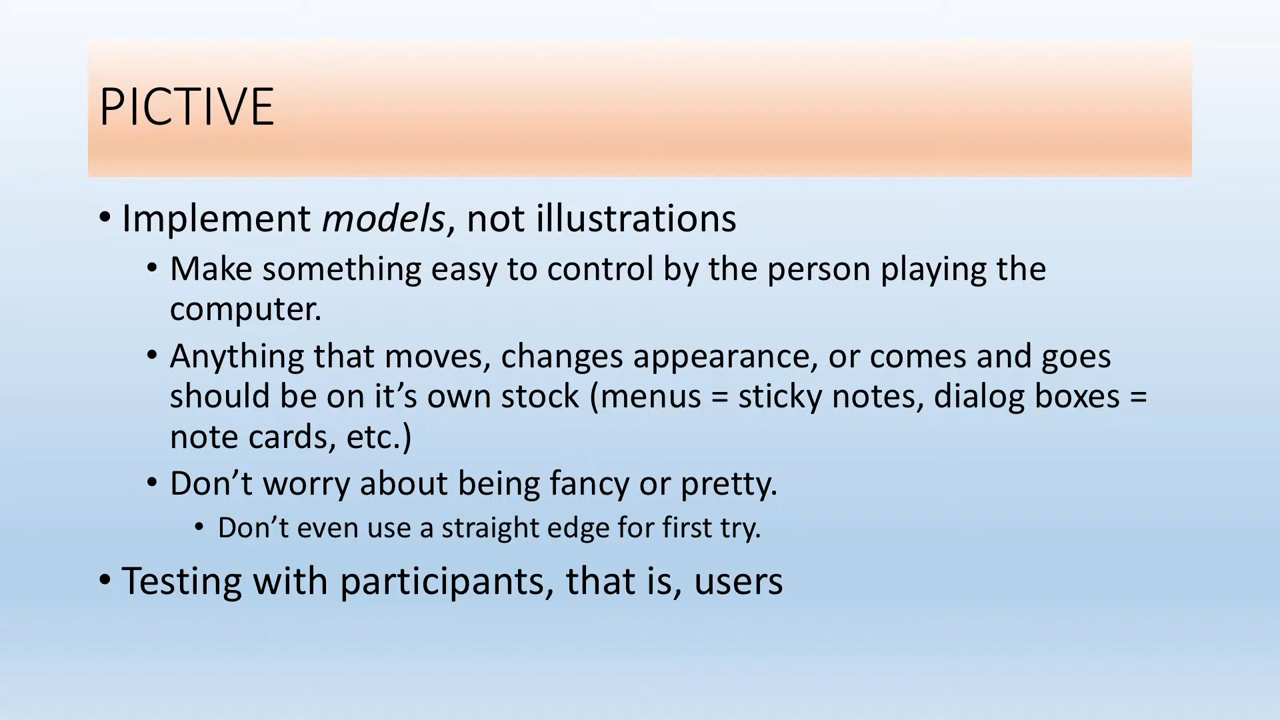 PICTIVE
• Implement models, not illustrations
• Make something easy to control by the person playing the
computer.
• Anything that moves, changes appearance, or comes and goes
should be on it’s own stock (menus = sticky notes, dialog boxes =
note cards, etc.)
• Don’t worry about being fancy or pretty.
• Don’t even use a straight edge for first try.
• Testing with participants, that is, users